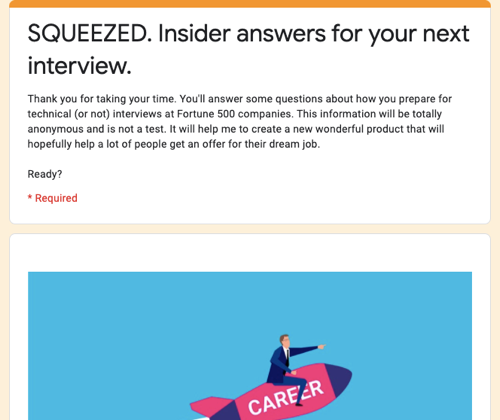 SQUEEZED. Insider answers for your next
interview.
Thank you for taking your time. You'll answer some questions about how you prepare for
technical (or not) interviews at Fortune 500 companies. This information will be totally
anonymous and is not a test. It will help me to create a new wonderful product that will
hopefully help a lot of people get an offer for their dream job.
Ready?
* Required
CAREER